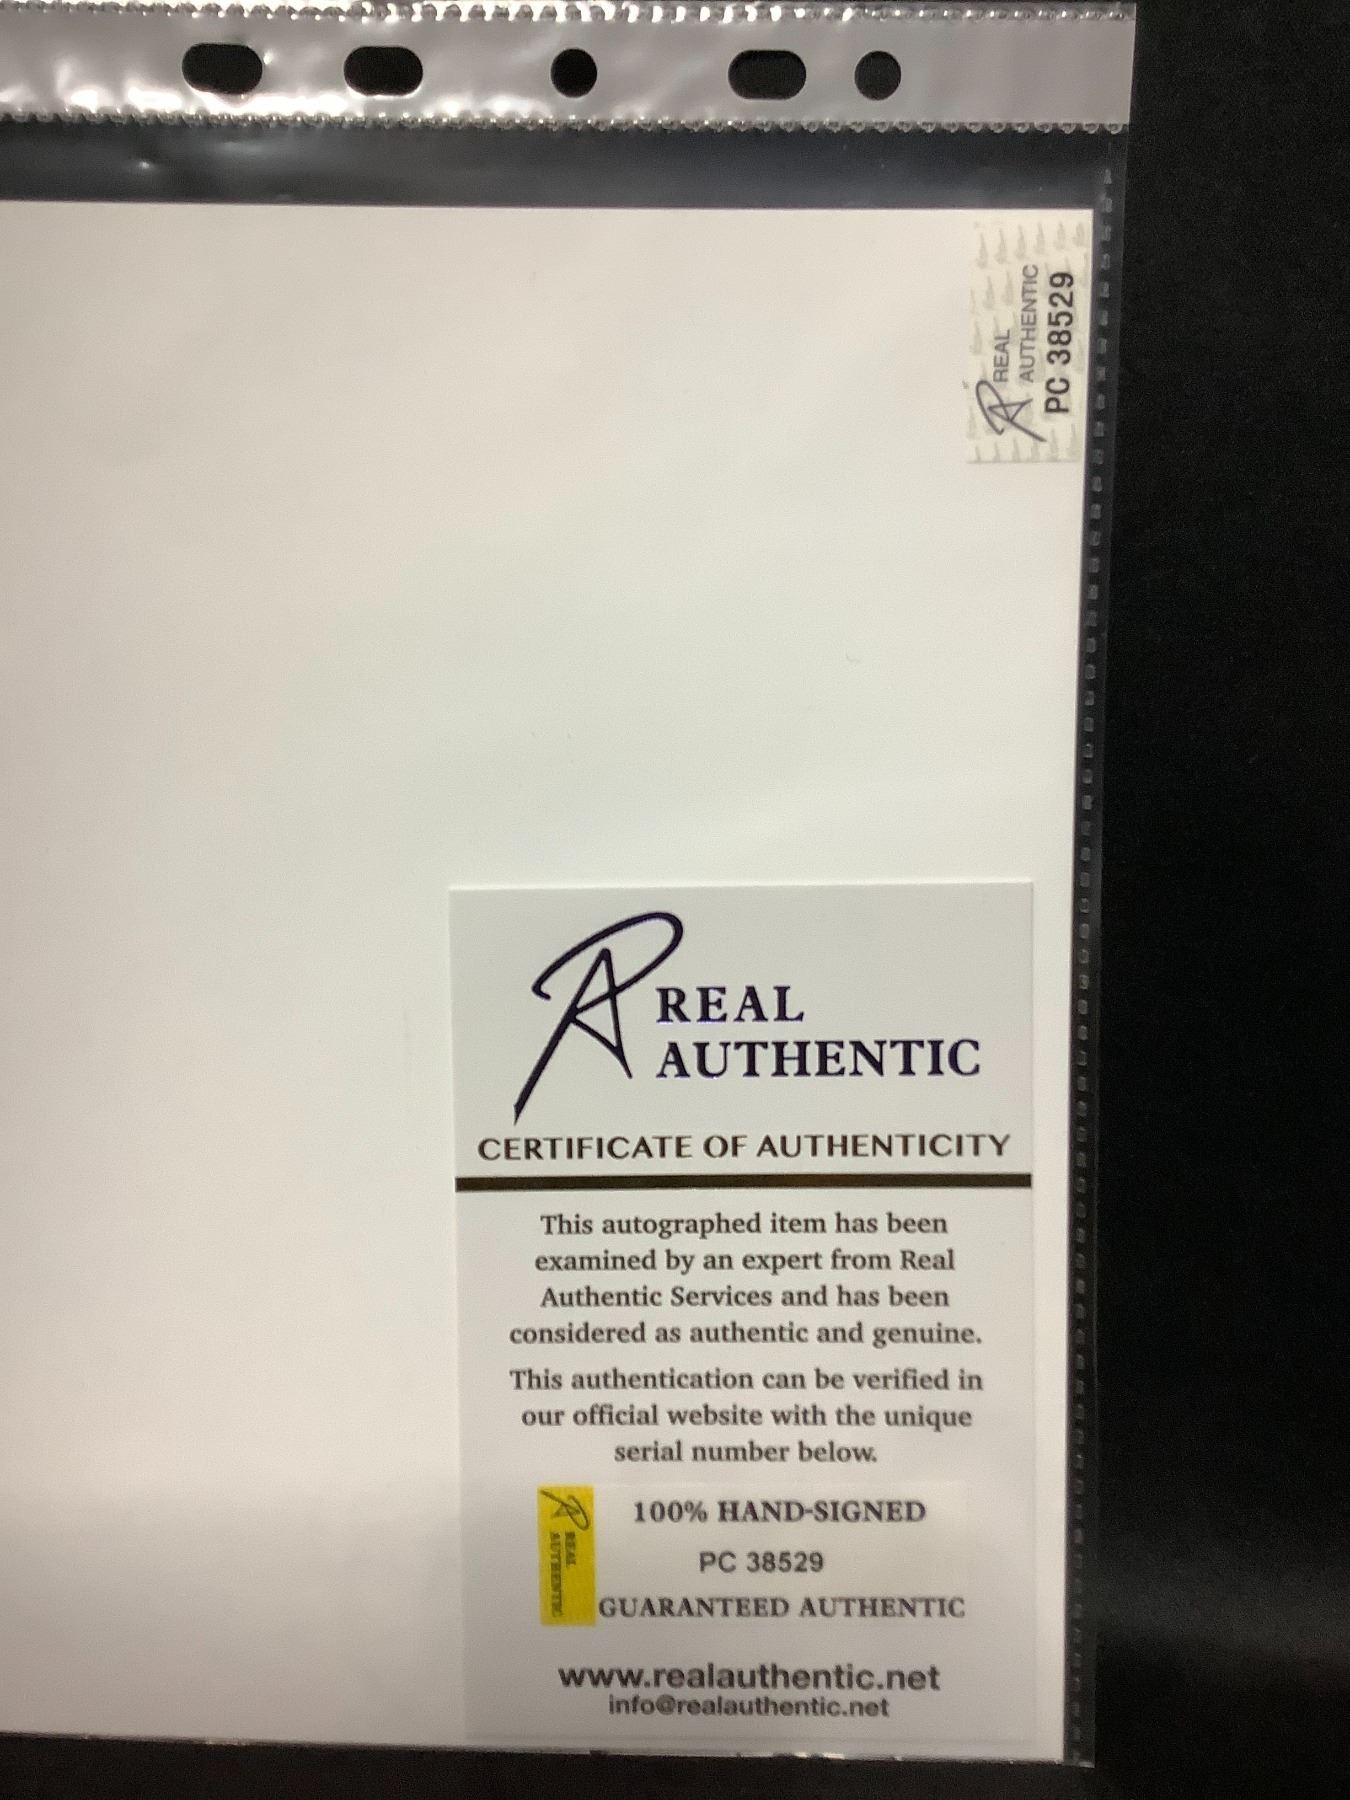 REAL
AUTHENTIC
PC 38529
REAL
AUTHENTIC
CERTIFICATE OF AUTHENTICITY
This autographed item has been
examined by an expert from Real
Authentic Services and has been
considered as authentic and genuine.
This authentication can be verified in
our official website with the unique
serial number below.
REAL
AUTHENTIC
100% HAND-SIGNED
PC 38529
GUARANTEED AUTHENTIC
www.realauthentic.net
info@realauthentic.net